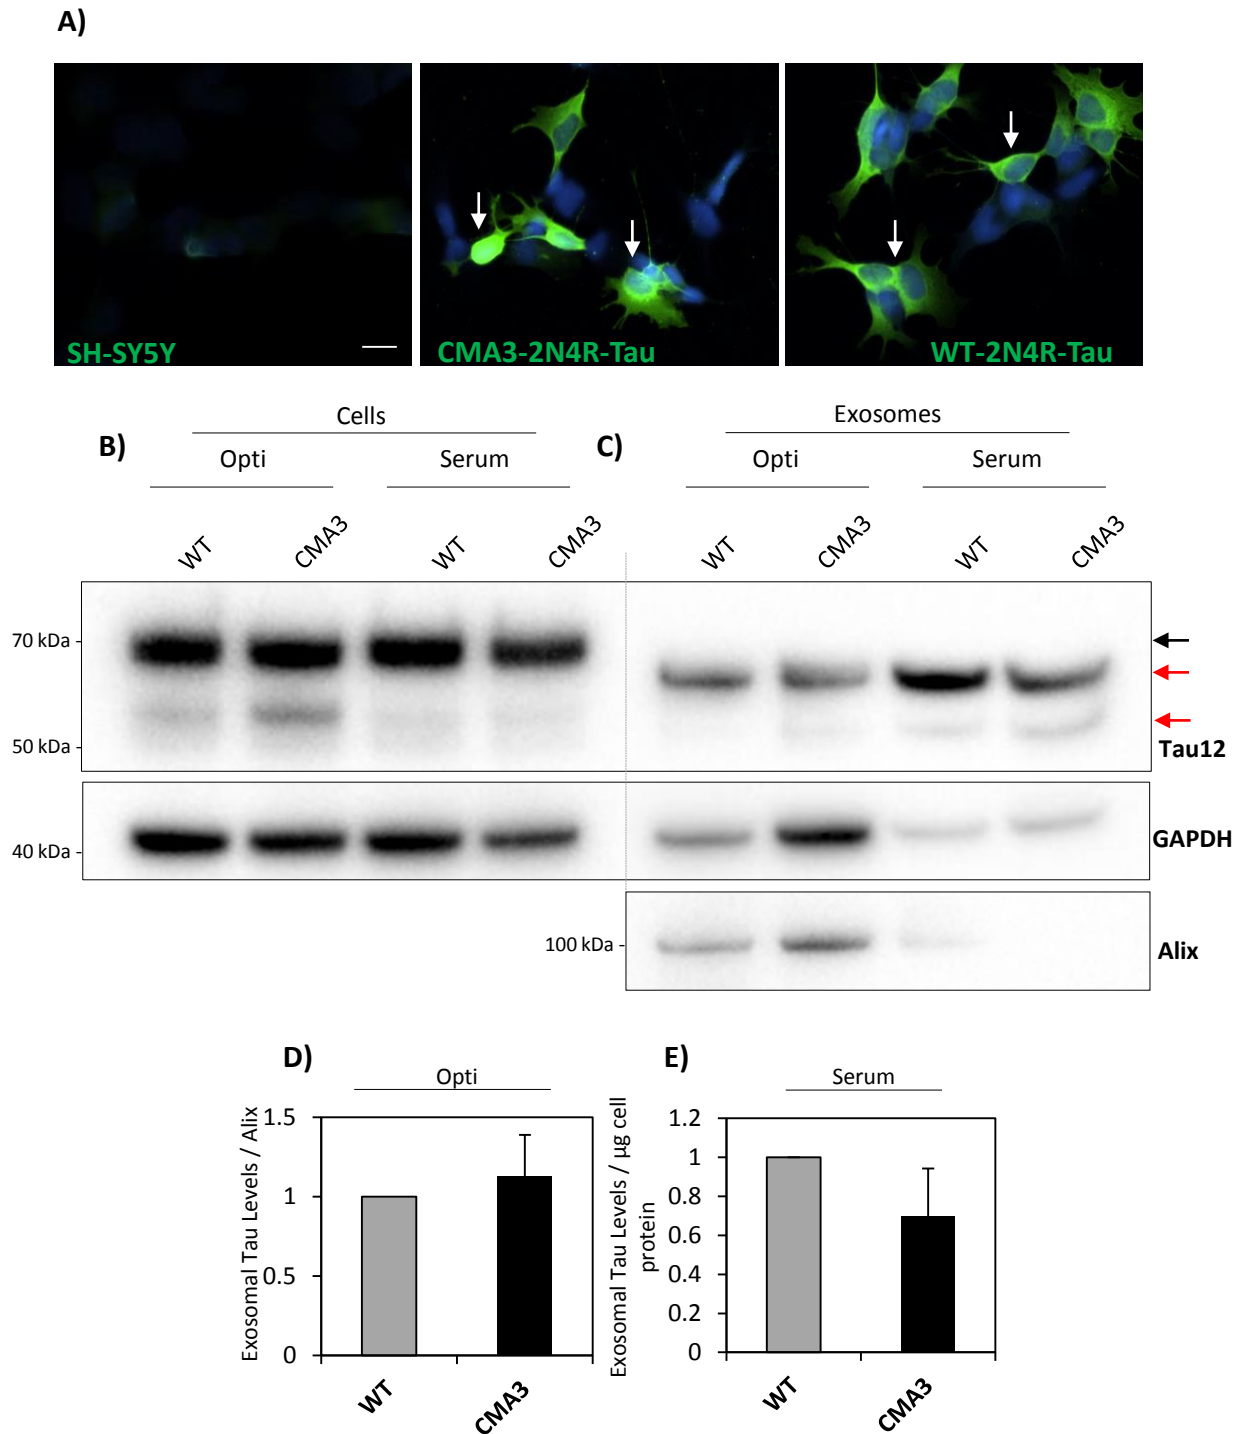 A)
SH-SY5Y
CMA3-2N4R-Tau
WT-2N4R-Tau
Cells
Exosomes
B)
C)
Opti
Serum
Opti
Serum
WT
CMA3
WT
CMA3
WT
CMA3
WT
CMA3
70 kDa -
50 kDa -
Tau12
40 kDa -
GAPDH
100 kDa -
Alix
D)
E)
Opti
Serum
Exosomal Tau Levels / Alix
1.5
1
0.5
0
WT
CMA3
Exosomal Tau Levels / μg cell
protein
1.2
1
0.8
0.6
0.4
0.2
0
WT
CMA3